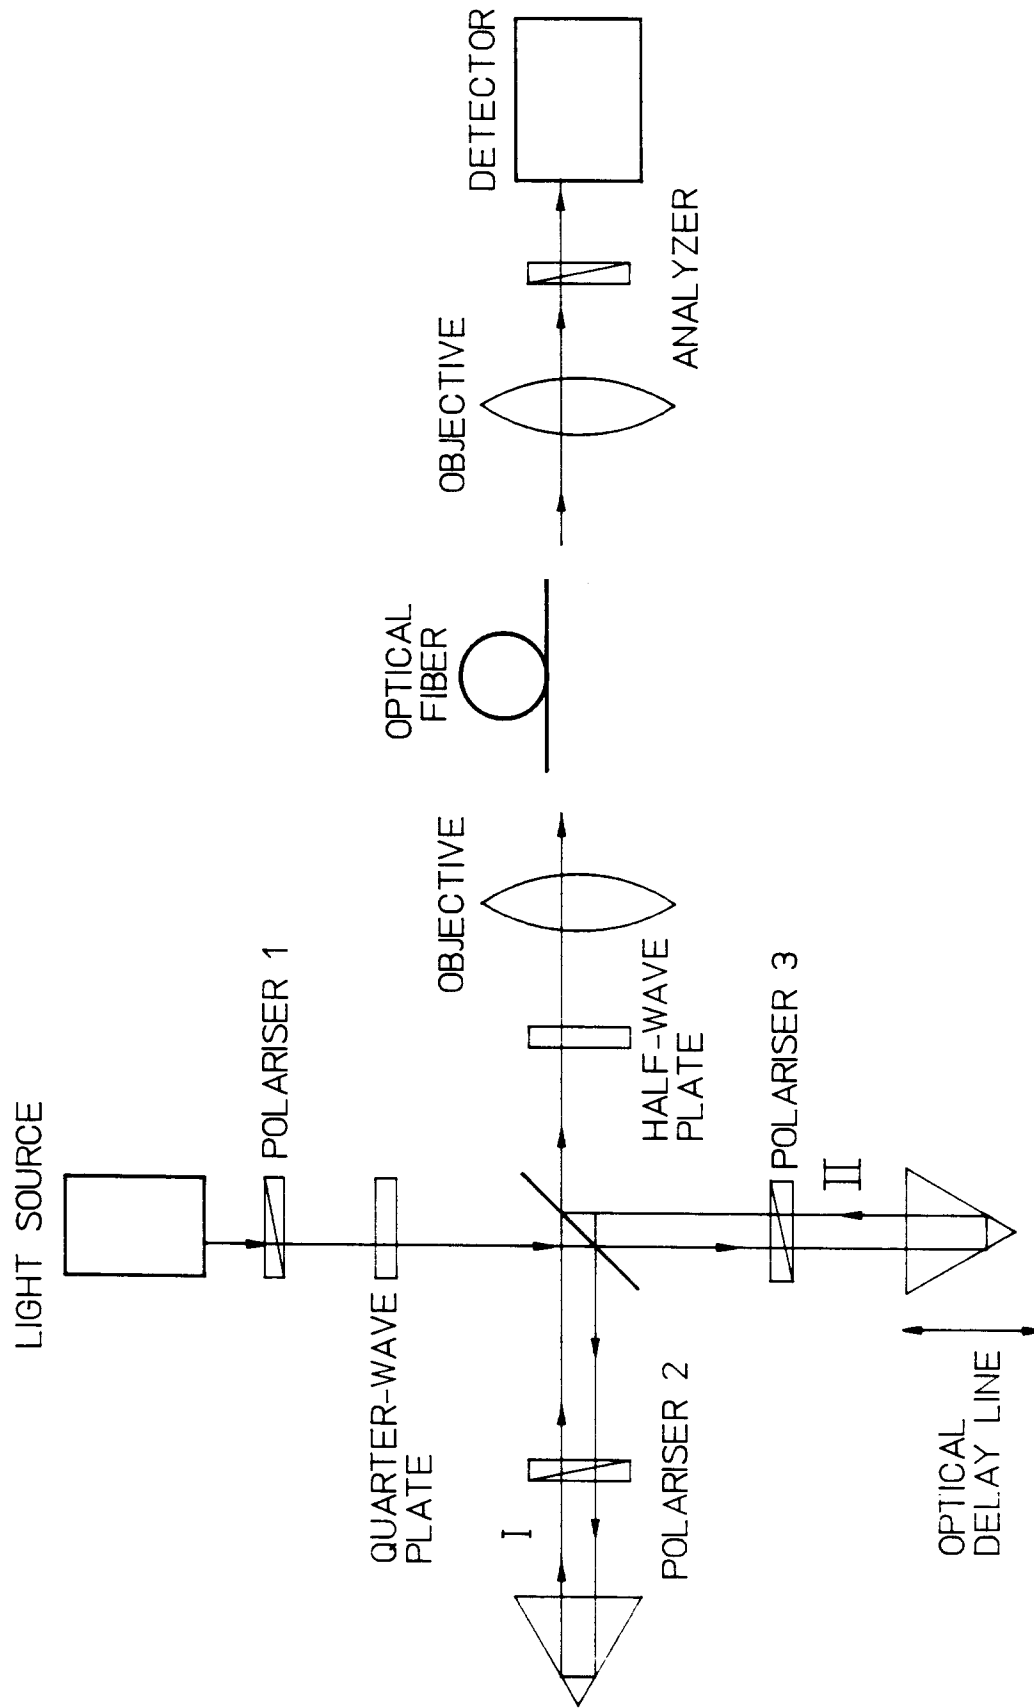 LIGHT SOURCE
POLARISER 1
QUARTER-WAVE
PLATE
I
POLARISER 2
OPTICAL
DELAY LINE
II
POLARISER 3
HALF-WAVE
PLATE
OBJECTIVE
OPTICAL
FIBER
OBJECTIVE
ANALYZER
DETECTOR